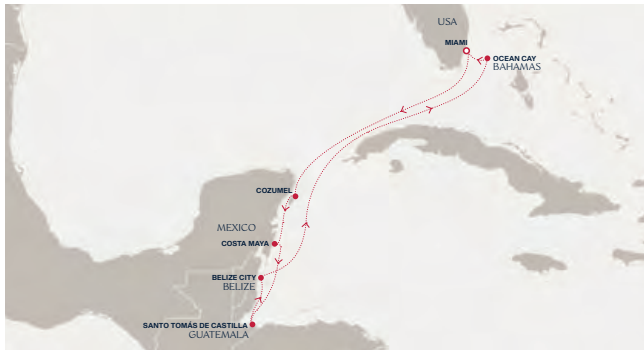 USA
MIAMI
OCEAN CAY
BAHAMAS
COZUMEL
MEXICO
COSTA MAYA
BELIZE CITY
BELIZE
SANTO TOMÁS DE CASTILLA
GUATEMALA